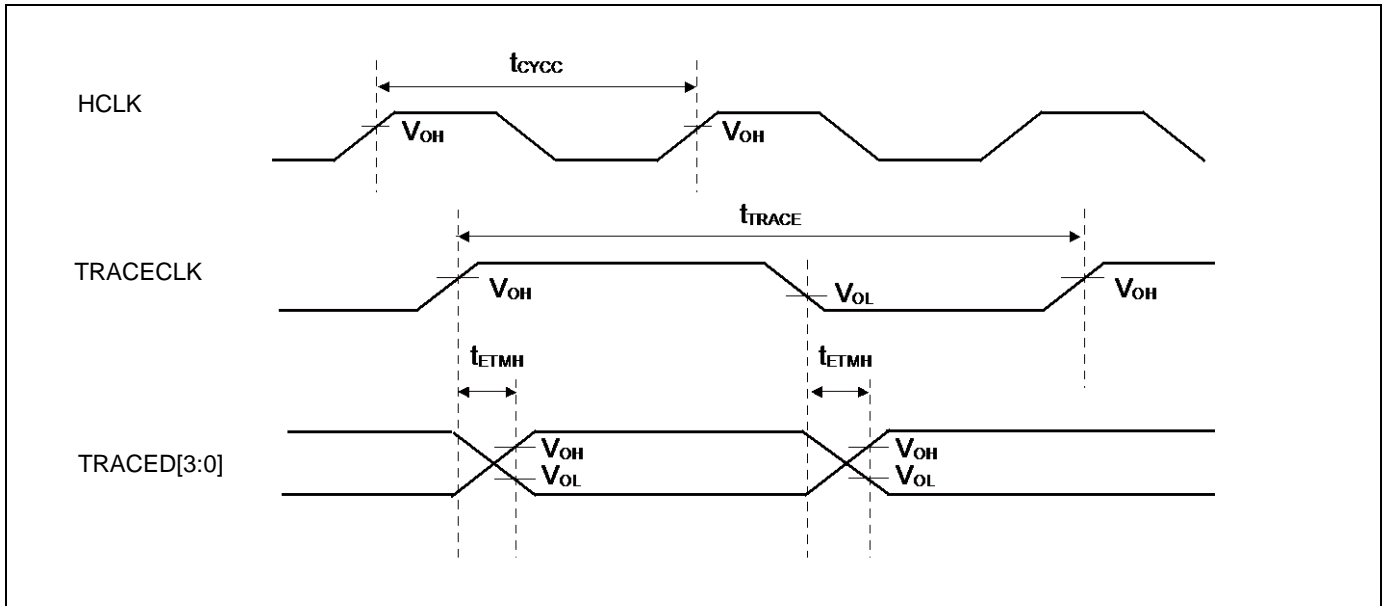 tCYCC
HCLK
VOH VOH
tTRACE
TRACECLK
VOH VOL VOH
tETMH tETMH
VOH VOH
TRACED[3:0]
VOL VOL